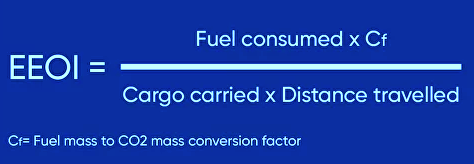 Fuel consumed x Cf
EEOI =
Cargo carried x Distance travelled
Cf= Fuel mass to CO2 mass conversion factor